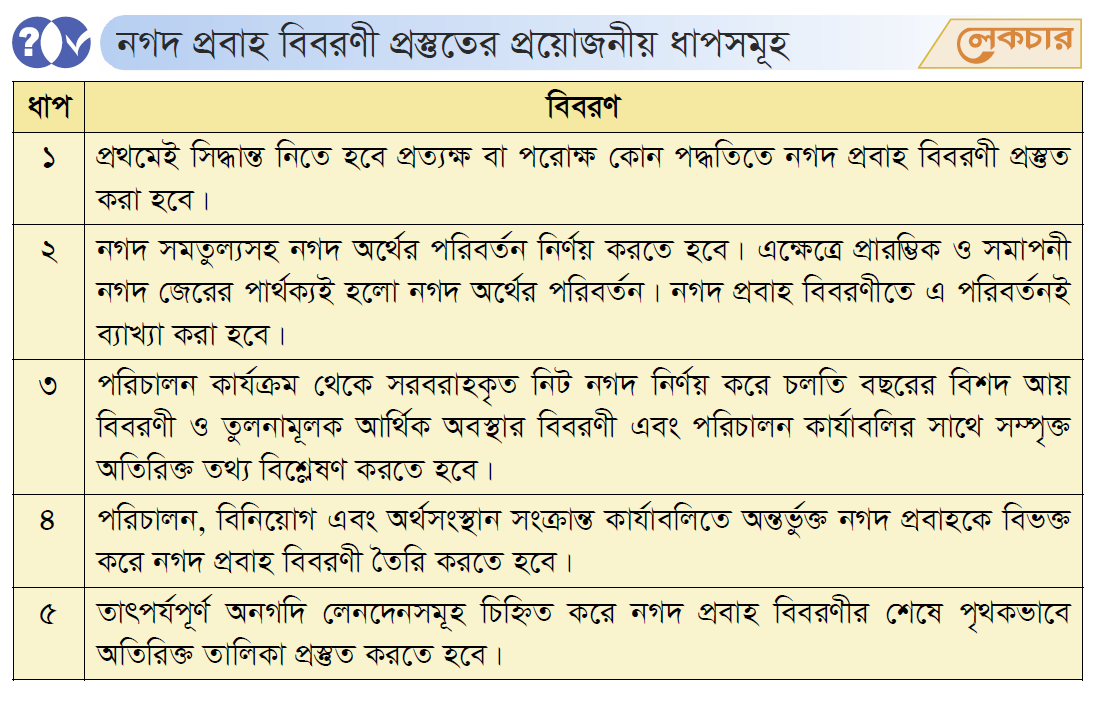 নগদ প্রবাহ বিবরণী প্রস্তুতের প্রয়োজনীয় ধাপসমূহ
লেকচার
ধাপ বিবরণ
১ প্রথমেই সিদ্ধান্ত নিতে হবে প্রত্যক্ষ বা পরোক্ষ কোন পদ্ধতিতে নগদ প্রবাহ বিবরণী প্রস্তুত
করা হবে।
২ নগদ সমতুল্যসহ নগদ অর্থের পরিবর্তন নির্ণয় করতে হবে। এক্ষেত্রে প্রারম্ভিক ও সমাপনী
নগদ জেরের পার্থক্যই হলো নগদ অর্থের পরিবর্তন। নগদ প্রবাহ বিবরণীতে এ পরিবর্তনই
ব্যাখ্যা করা হবে।
৩ পরিচালন কার্যক্রম থেকে সরবরাহকৃত নিট নগদ নির্ণয় করে চলতি বছরের বিশদ আয়
বিবরণী ও তুলনামূলক আর্থিক অবস্থার বিবরণী এবং পরিচালন কার্যাবলির সাথে সম্পৃক্ত
অতিরিক্ত তথ্য বিশ্লেষণ করতে হবে।
৪ পরিচালন, বিনিয়োগ এবং অর্থসংস্থান সংক্রান্ত কার্যাবলিতে অন্তর্ভুক্ত নগদ প্রবাহকে বিভক্ত
করে নগদ প্রবাহ বিবরণী তৈরি করতে হবে।
৫ তাৎপর্যপূর্ণ অনগদি লেনদেনসমূহ চিহ্নিত করে নগদ প্রবাহ বিবরণীর শেষে পৃথকভাবে
অতিরিক্ত তালিকা প্রস্তুত করতে হবে।